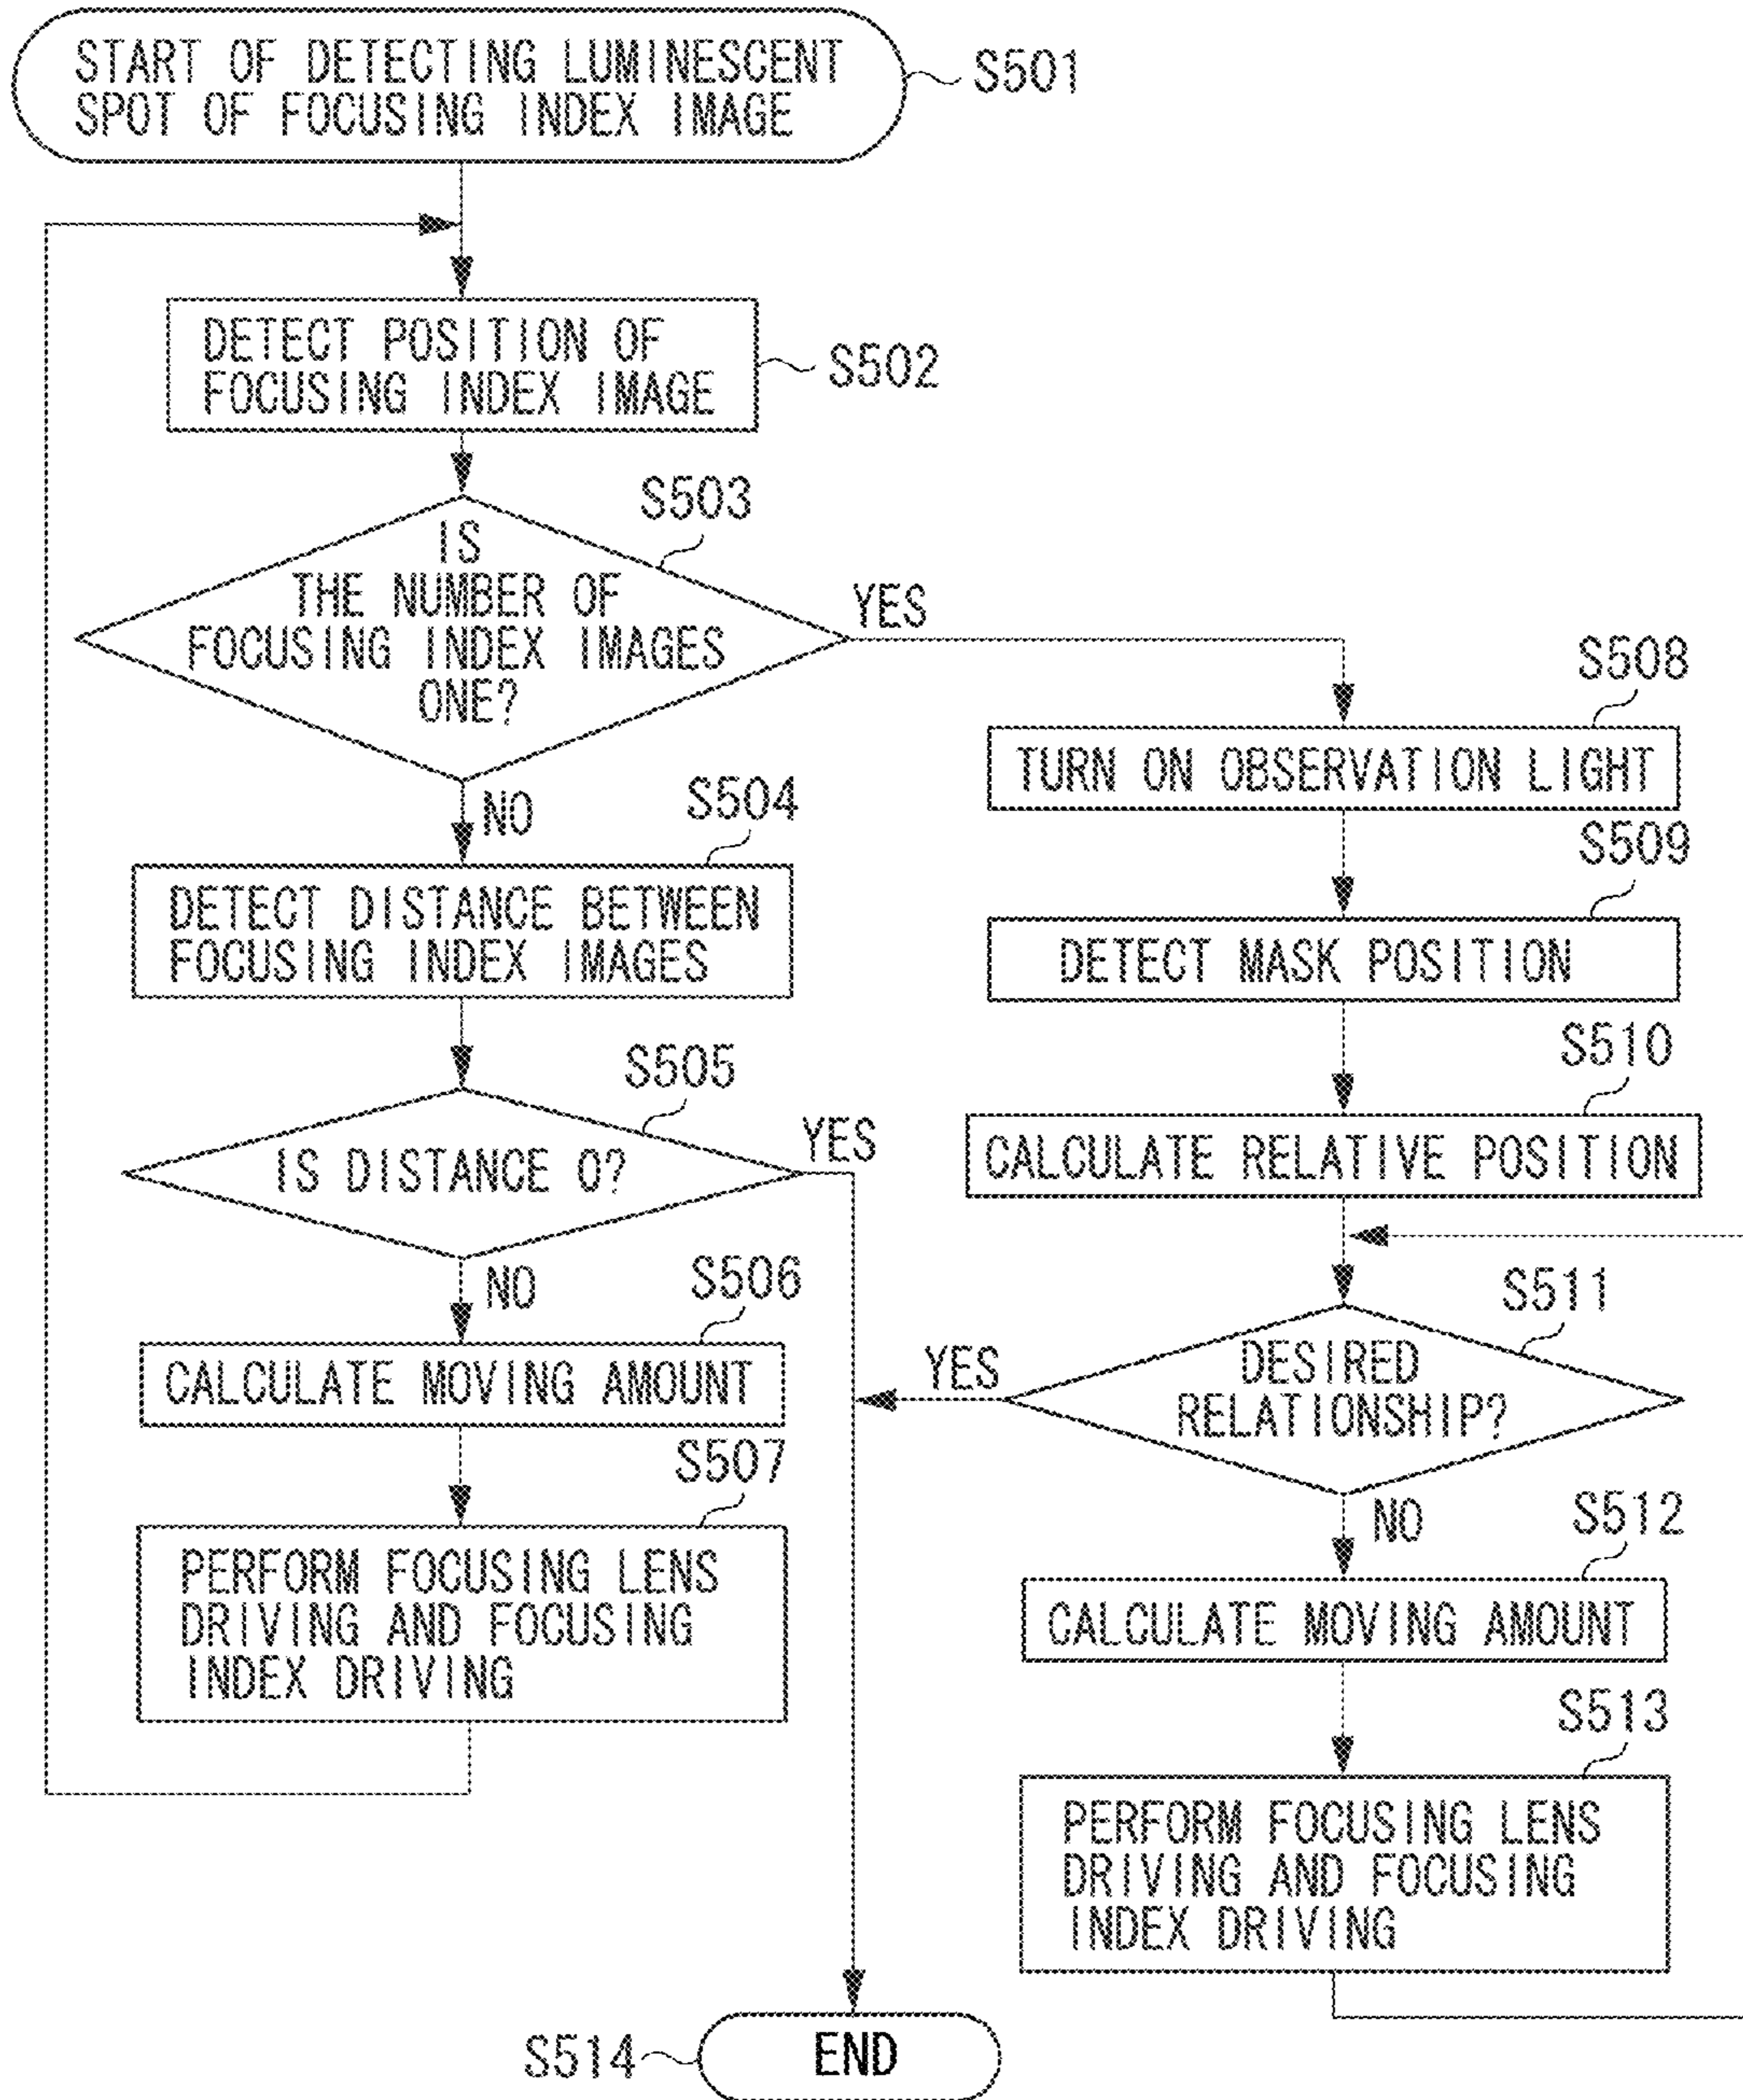 START OF DETECTING LUMINESCENT
SPOT OF FOCUSING INDEX IMAGE
S501
DETECT POSITION OF
FOCUSING INDEX IMAGE
S502
S503
IS
THE NUMBER OF
FOCUSING INDEX IMAGES
ONE?
YES
NO
S504
DETECT DISTANCE BETWEEN
FOCUSING INDEX IMAGES
S505
IS DISTANCE 0?
YES
NO
S506
CALCULATE MOVING AMOUNT
S507
PERFORM FOCUSING LENS
DRIVING AND FOCUSING
INDEX DRIVING
S508
TURN ON OBSERVATION LIGHT
S509
DETECT MASK POSITION
S510
CALCULATE RELATIVE POSITION
S511
DESIRED
RELATIONSHIP?
YES
NO
S512
CALCULATE MOVING AMOUNT
S513
PERFORM FOCUSING LENS
DRIVING AND FOCUSING
INDEX DRIVING
S514
END